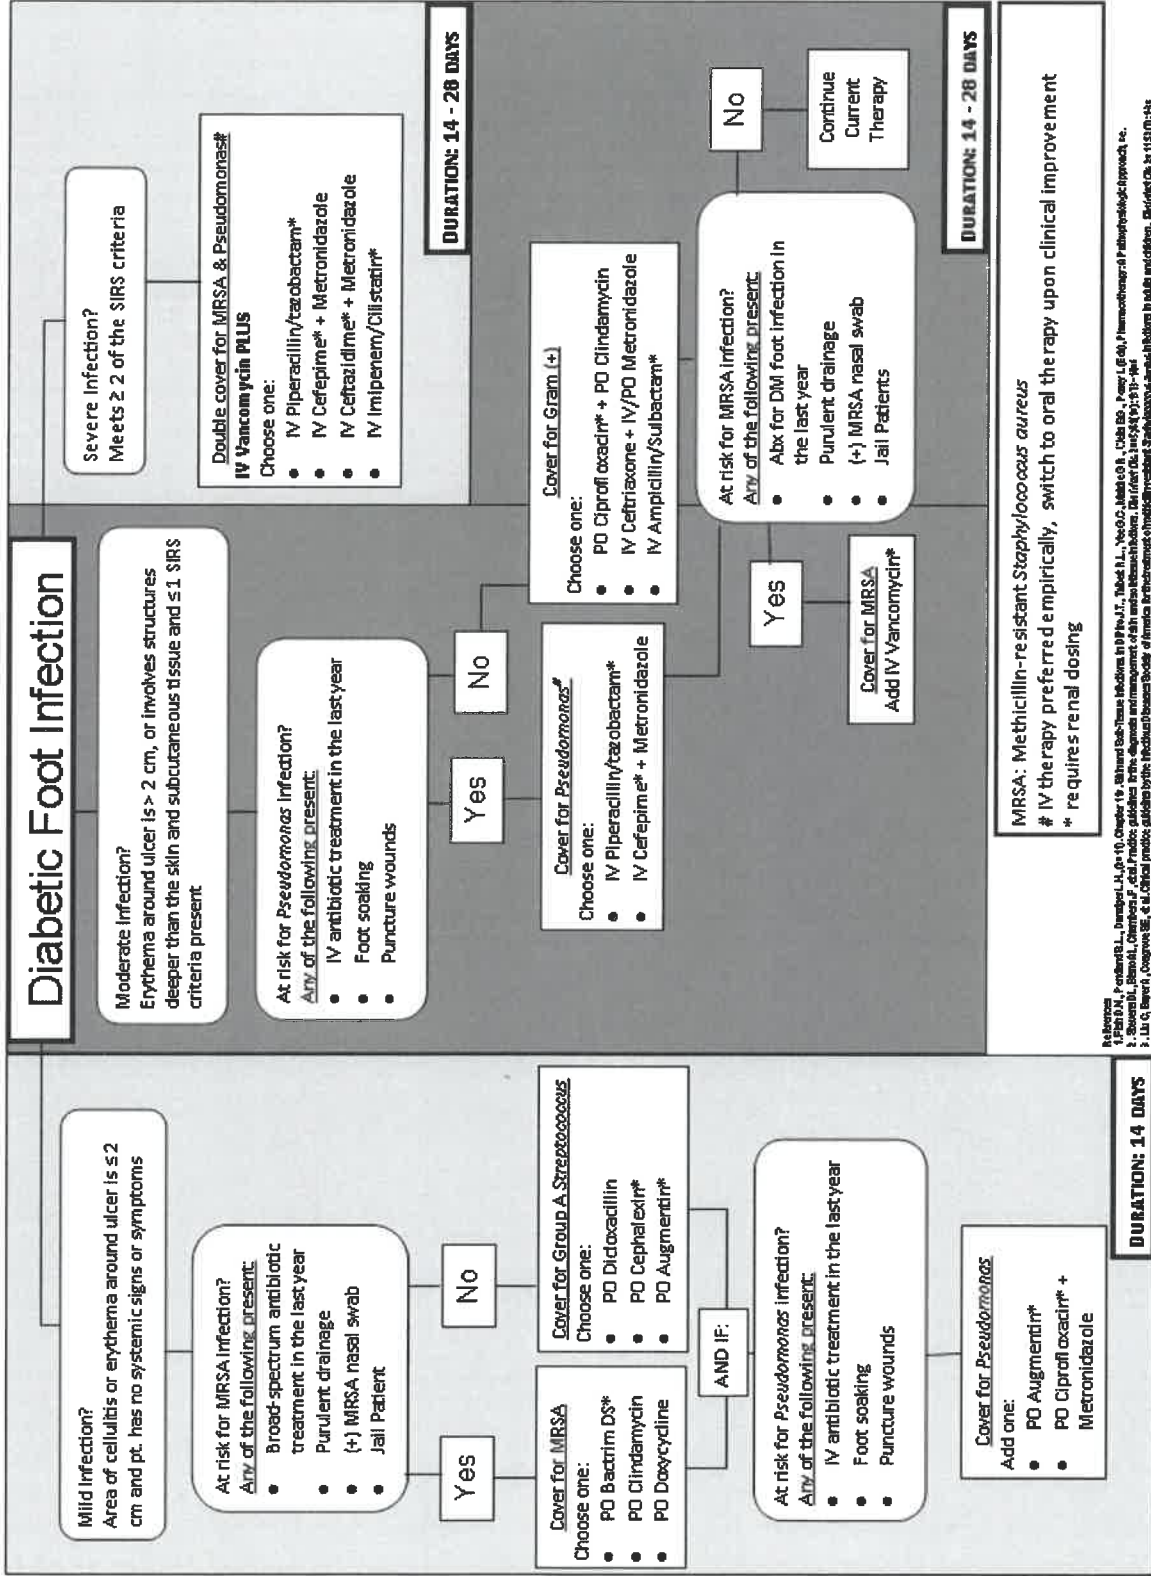 Diabetic Foot Infection
Mild Infection?
Area of cellulitis or erythema around ulcer is ≤ 2
cm and pt. has no systemic signs or symptoms
At risk for MRSA infection?
Any of the following present:
• Broad-spectrum antibiotic
treatment in the last year
• Purulent drainage
• (+) MRSA nasal swab
• Jail Patient
Yes
No
Cover for MRSA
Choose one:
• PO Bactrim DS*
• PO Clindamycin
• PO Doxycycline
Cover for Group A Streptococcus
Choose one:
• PO Dicloxacillin
• PO Cephalexin*
• PO Augmentin*
AND IF:
At risk for Pseudomonas infection?
Any of the following present:
• IV antibiotic treatment in the last year
• Foot soaking
• Puncture wounds
Cover for Pseudomonas
Add one:
• PO Augmentin*
• PO Ciprofloxacin* +
Metronidazole
DURATION: 14 DAYS
Moderate Infection?
Erythema around ulcer is > 2 cm, or involves structures
deeper than the skin and subcutaneous tissue and ≤ 1 SIRS
criteria present
At risk for Pseudomonas infection?
Any of the following present:
• IV antibiotic treatment in the last year
• Foot soaking
• Puncture wounds
Yes
No
Cover for Pseudomonas#
Choose one:
• IV Piperacillin/tazobactam*
• IV Cefepime* + Metronidazole
Cover for Gram (+)
Choose one:
• PO Ciprofloxacin* + PO Clindamycin
• IV Ceftriaxone + IV/PO Metronidazole
• IV Ampicillin/Sulbactam*
At risk for MRSA infection?
Any of the following present:
• Abx for DM foot infection in
the last year
• Purulent drainage
• (+) MRSA nasal swab
• Jail Patients
Yes
No
Cover for MRSA
Add IV Vancomycin*
Continue
Current
Therapy
DURATION: 14 - 28 DAYS
Severe Infection?
Meets ≥ 2 of the SIRS criteria
Double cover for MRSA & Pseudomonas#
IV Vancomycin PLUS
Choose one:
• IV Piperacillin/tazobactam*
• IV Cefepime* + Metronidazole
• IV Ceftazidime* + Metronidazole
• IV Imipenem/Cilistatin*
DURATION: 14 - 28 DAYS
MRSA: Methicillin-resistant Staphylococcus aureus
# IV therapy preferred empirically, switch to oral therapy upon clinical improvement
* requires renal dosing
References